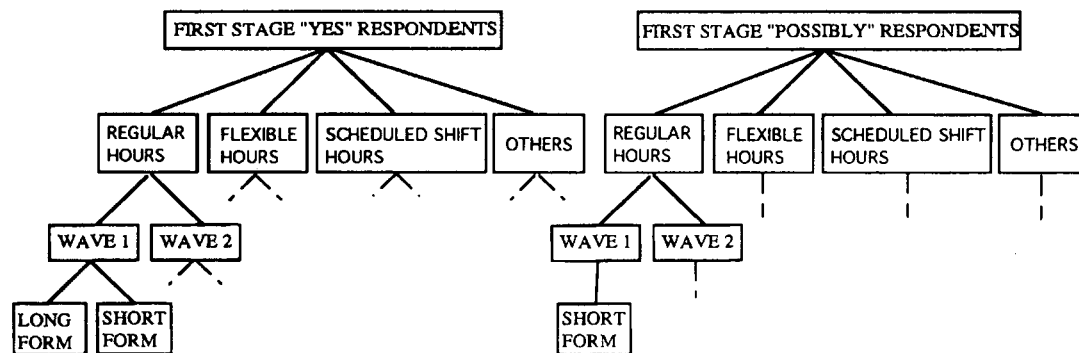 FIRST STAGE "YES" RESPONDENTS
FIRST STAGE "POSSIBLY" RESPONDENTS
REGULAR
HOURS
FLEXIBLE
HOURS
SCHEDULED SHIFT
HOURS
OTHERS
REGULAR
HOURS
FLEXIBLE
HOURS
SCHEDULED SHIFT
HOURS
OTHERS
WAVE 1
WAVE 2
WAVE 1
WAVE 2
LONG
FORM
SHORT
FORM
SHORT
FORM